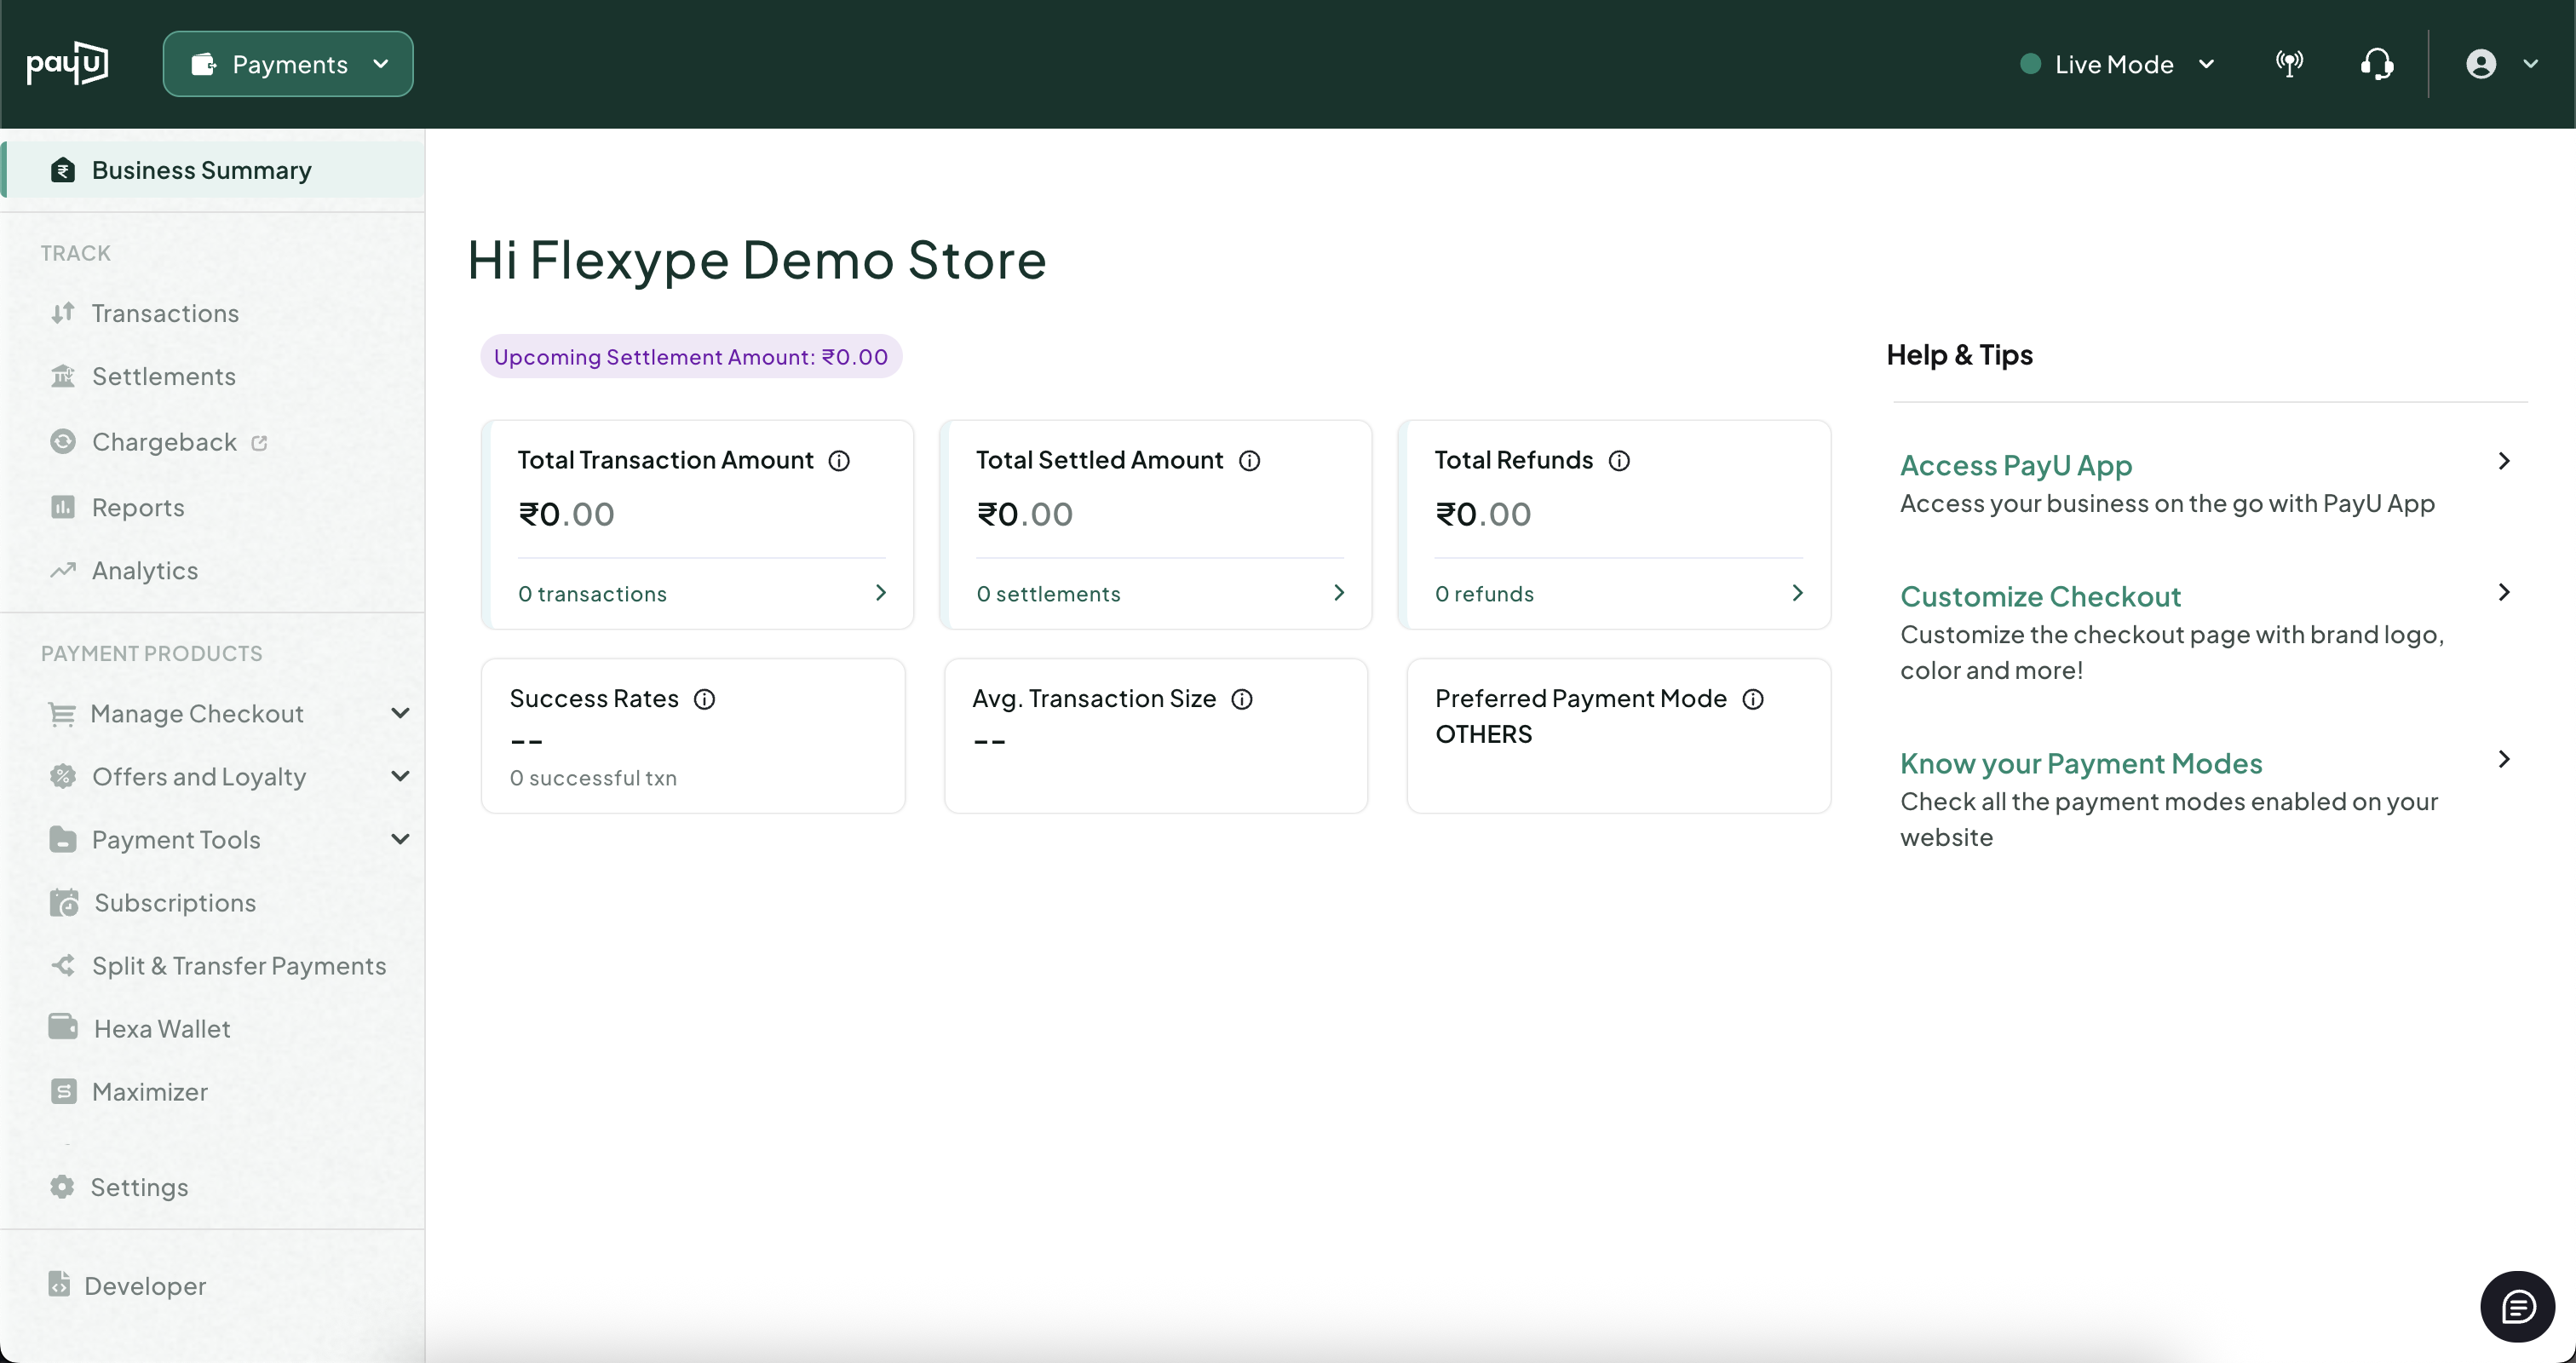 payU
Payments
Live Mode
Business Summary
TRACK
Transactions
Settlements
Chargeback
Reports
Analytics
PAYMENT PRODUCTS
Manage Checkout
Offers and Loyalty
Payment Tools
Subscriptions
Split & Transfer Payments
Hexa Wallet
Maximizer
Settings
Developer
Hi Flexype Demo Store
Upcoming Settlement Amount: ₹0.00
Total Transaction Amount
₹0.00
0 transactions
Total Settled Amount
₹0.00
0 settlements
Total Refunds
₹0.00
0 refunds
Success Rates
--
0 successful txn
Avg. Transaction Size
--
Preferred Payment Mode
OTHERS
Help & Tips
Access PayU App
Access your business on the go with PayU App
Customize Checkout
Customize the checkout page with brand logo,
color and more!
Know your Payment Modes
Check all the payment modes enabled on your
website